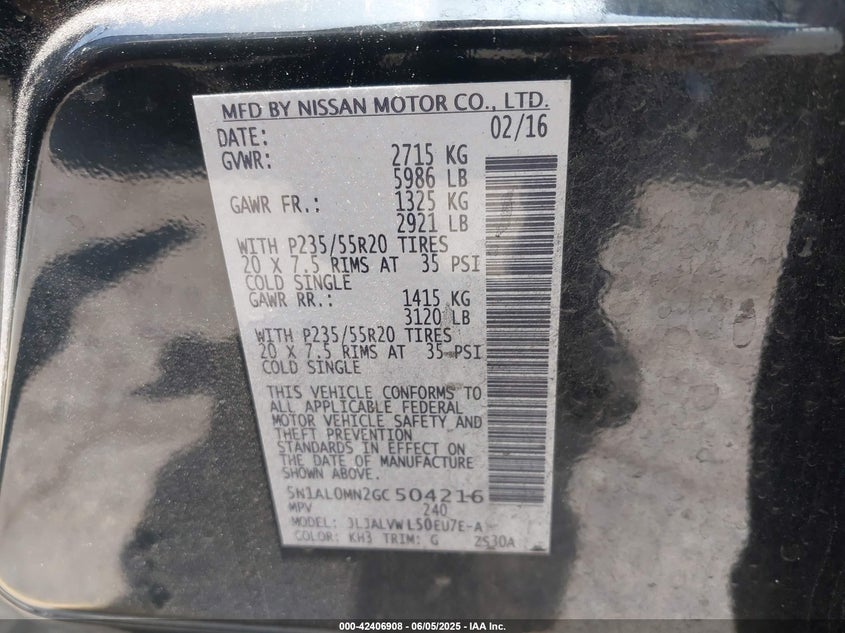 MFD BY NISSAN MOTOR CO., LTD.
DATE: 02/16
GVWR: 2715 KG
5986 LB
GAWR FR.: 1325 KG
2921 LB
WITH P235/55R20 TIRES
20 X 7.5 RIMS AT 35 PSI
COLD SINGLE
GAWR RR.: 1415 KG
3120 LB
WITH P235/55R20 TIRES
20 X 7.5 RIMS AT 35 PSI
COLD SINGLE
THIS VEHICLE CONFORMS TO
ALL APPLICABLE FEDERAL
MOTOR VEHICLE SAFETY AND
THEFT PREVENTION
STANDARDS IN EFFECT ON
THE DATE OF MANUFACTURE
SHOWN ABOVE.
5N1AL0MN2GC504216
MPV 240
MODEL: JLJALVWL50EU7E-A
COLOR: KH3 TRIM: G 2S30A
000-42406908 - 06/05/2025 - IAA Inc.